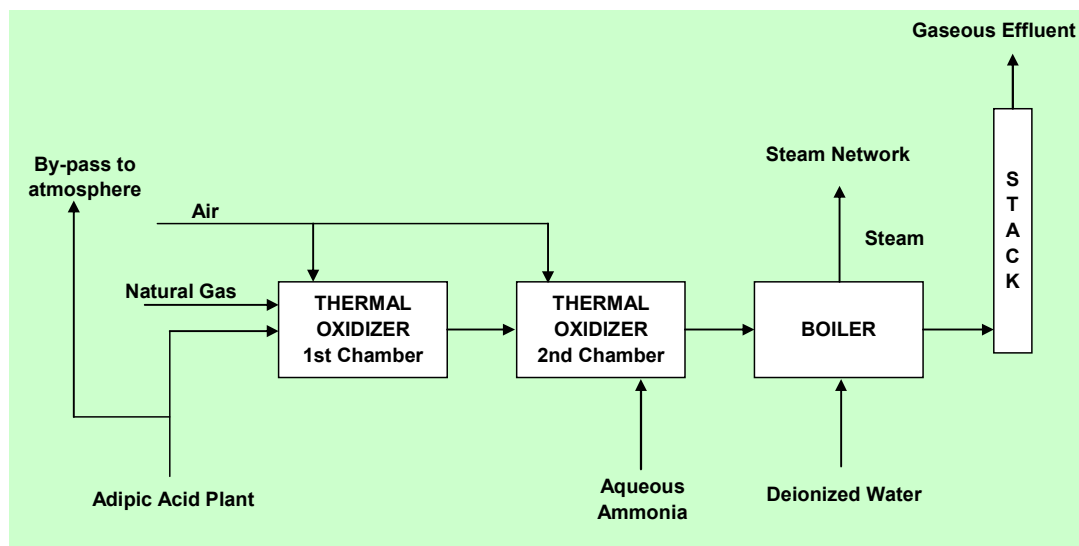 Gaseous Effluent
By-pass to
atmosphere
Steam Network
S
T
A
C
K
Air
Steam
Natural Gas
THERMAL
OXIDIZER
1st Chamber
THERMAL
OXIDIZER
2nd Chamber
BOILER
Adipic Acid Plant
Aqueous
Ammonia
Deionized Water